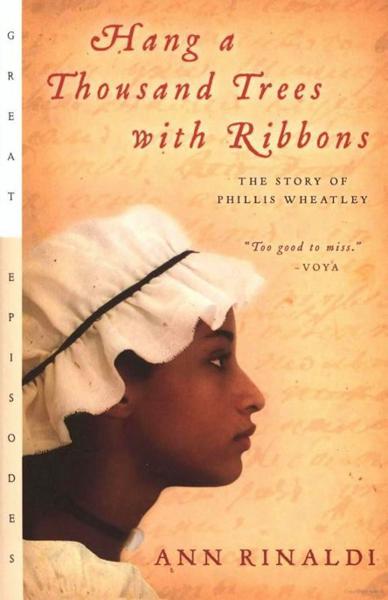 Hang a
Thousand Trees
with Ribbons
THE STORY OF
PHILLIS WHEATLEY
"Too good to miss."
–VOYA
GREAT EPISODES
ANN RINALDI